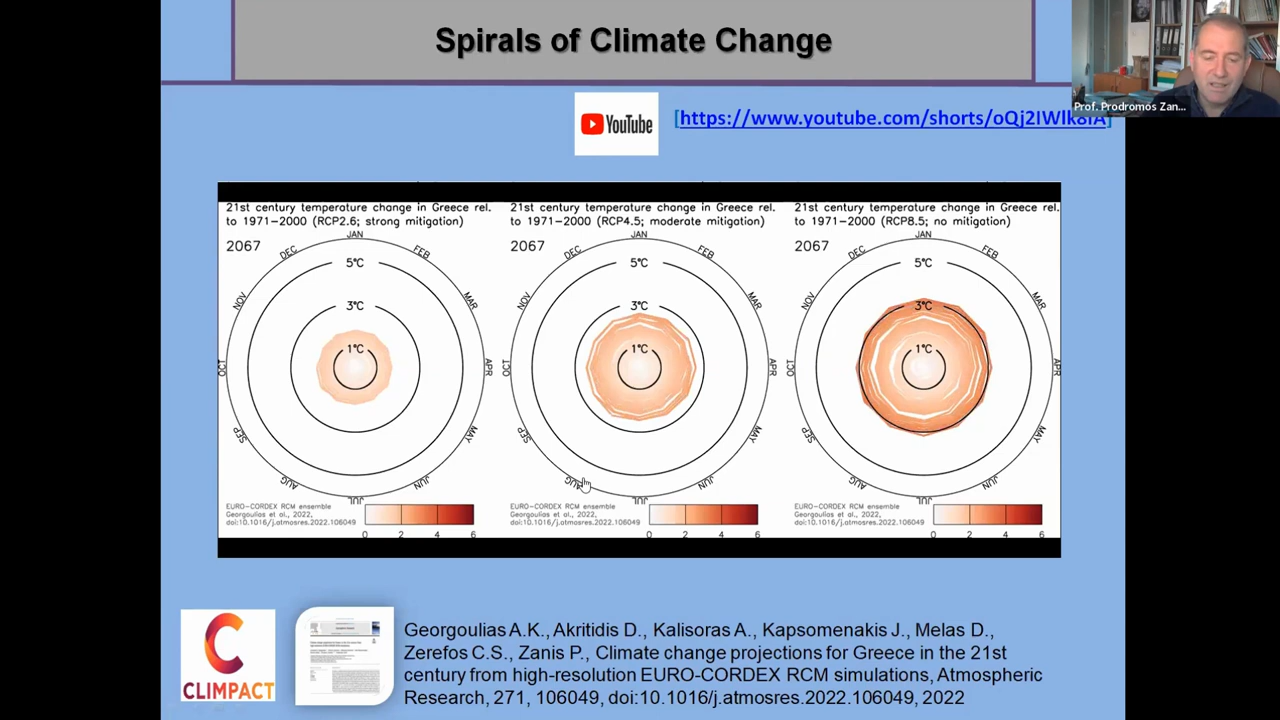 Spirals of Climate Change
Prof. Prodromos Zan...
YouTube
[https://www.youtube.com/shorts/oQj2IWlk8fA]
21st century temperature change in Greece rel.
to 1971-2000 (RCP2.6; strong mitigation)
2067
JAN
FEB
MAR
APR
MAY
JUN
JUL
AUG
SEP
OCT
NOV
DEC
5°C
3°C
1°C
EURO-CORDEX RCM ensemble
Georgoulias et al., 2022,
doi:10.1016/j.atmosres.2022.106049
0 2 4 6
21st century temperature change in Greece rel.
to 1971-2000 (RCP4.5; moderate mitigation)
2067
JAN
FEB
MAR
APR
MAY
JUN
JUL
AUG
SEP
OCT
NOV
DEC
5°C
3°C
1°C
EURO-CORDEX RCM ensemble
Georgoulias et al., 2022,
doi:10.1016/j.atmosres.2022.106049
0 2 4 6
21st century temperature change in Greece rel.
to 1971-2000 (RCP8.5; no mitigation)
2067
JAN
FEB
MAR
APR
MAY
JUN
JUL
AUG
SEP
OCT
NOV
DEC
5°C
3°C
1°C
EURO-CORDEX RCM ensemble
Georgoulias et al., 2022,
doi:10.1016/j.atmosres.2022.106049
0 2 4 6
CLIMPACT
Georgoulias A.K., Akritidis D., Kalisoras A., Kapsomenakis J., Melas D.,
Zerefos C.S., Zanis P., Climate change projections for Greece in the 21st
century from high-resolution EURO-CORDEX RCM simulations, Atmospheric
Research, 271, 106049, doi:10.1016/j.atmosres.2022.106049, 2022